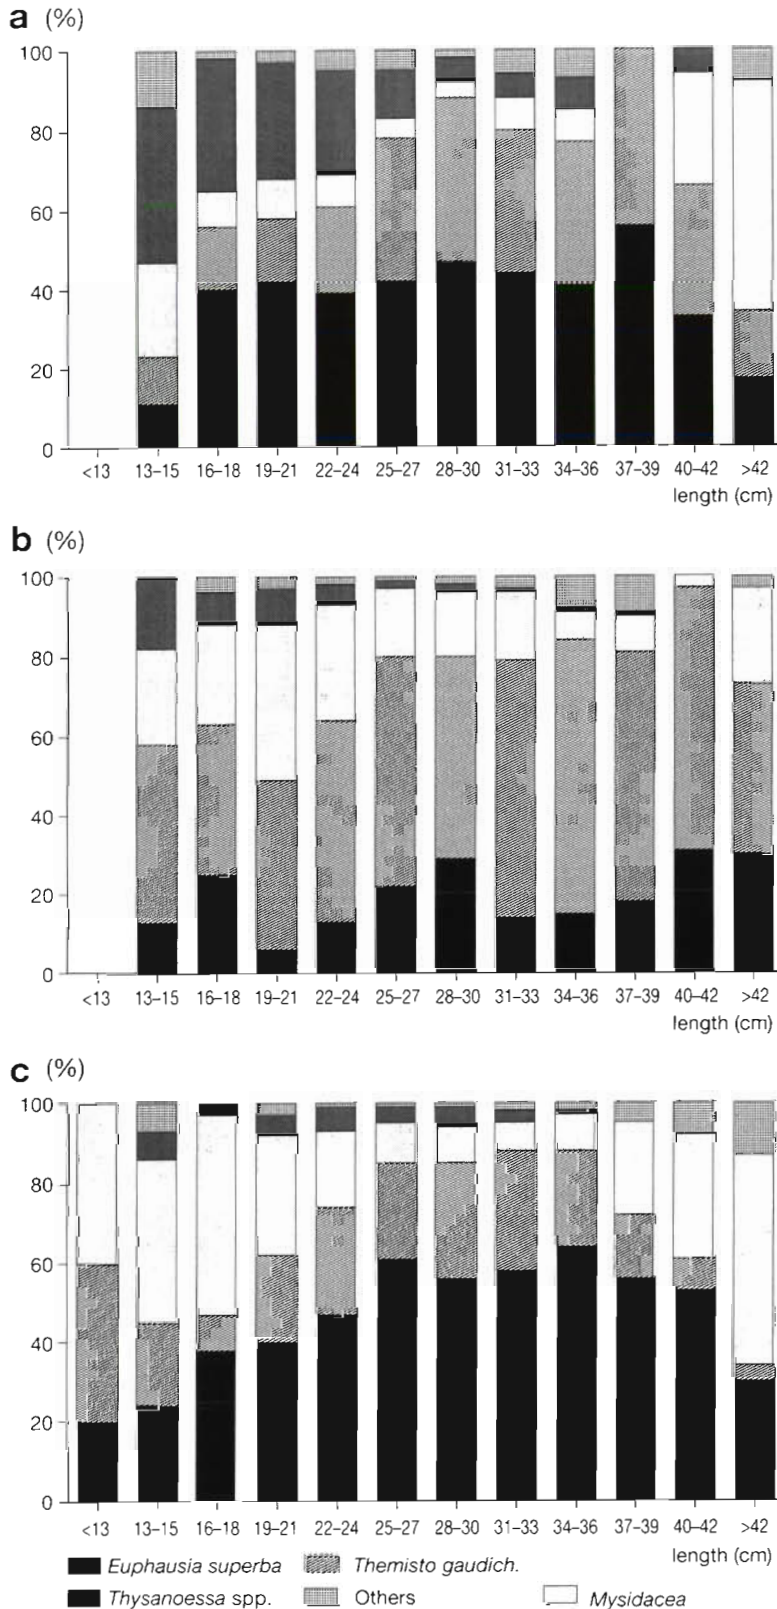 a (%)
100
80
60
40
20
0
<13 13–15 16–18 19–21 22–24 25–27 28–30 31–33 34–36 37–39 40–42 >42
length (cm)
b (%)
100
80
60
40
20
0
<13 13–15 16–18 19–21 22–24 25–27 28–30 31–33 34–36 37–39 40–42 >42
length (cm)
c (%)
100
80
60
40
20
0
<13 13–15 16–18 19–21 22–24 25–27 28–30 31–33 34–36 37–39 40–42 >42
length (cm)
Euphausia superba Themisto gaudich.
Thysanoessa spp. Others Mysidacea